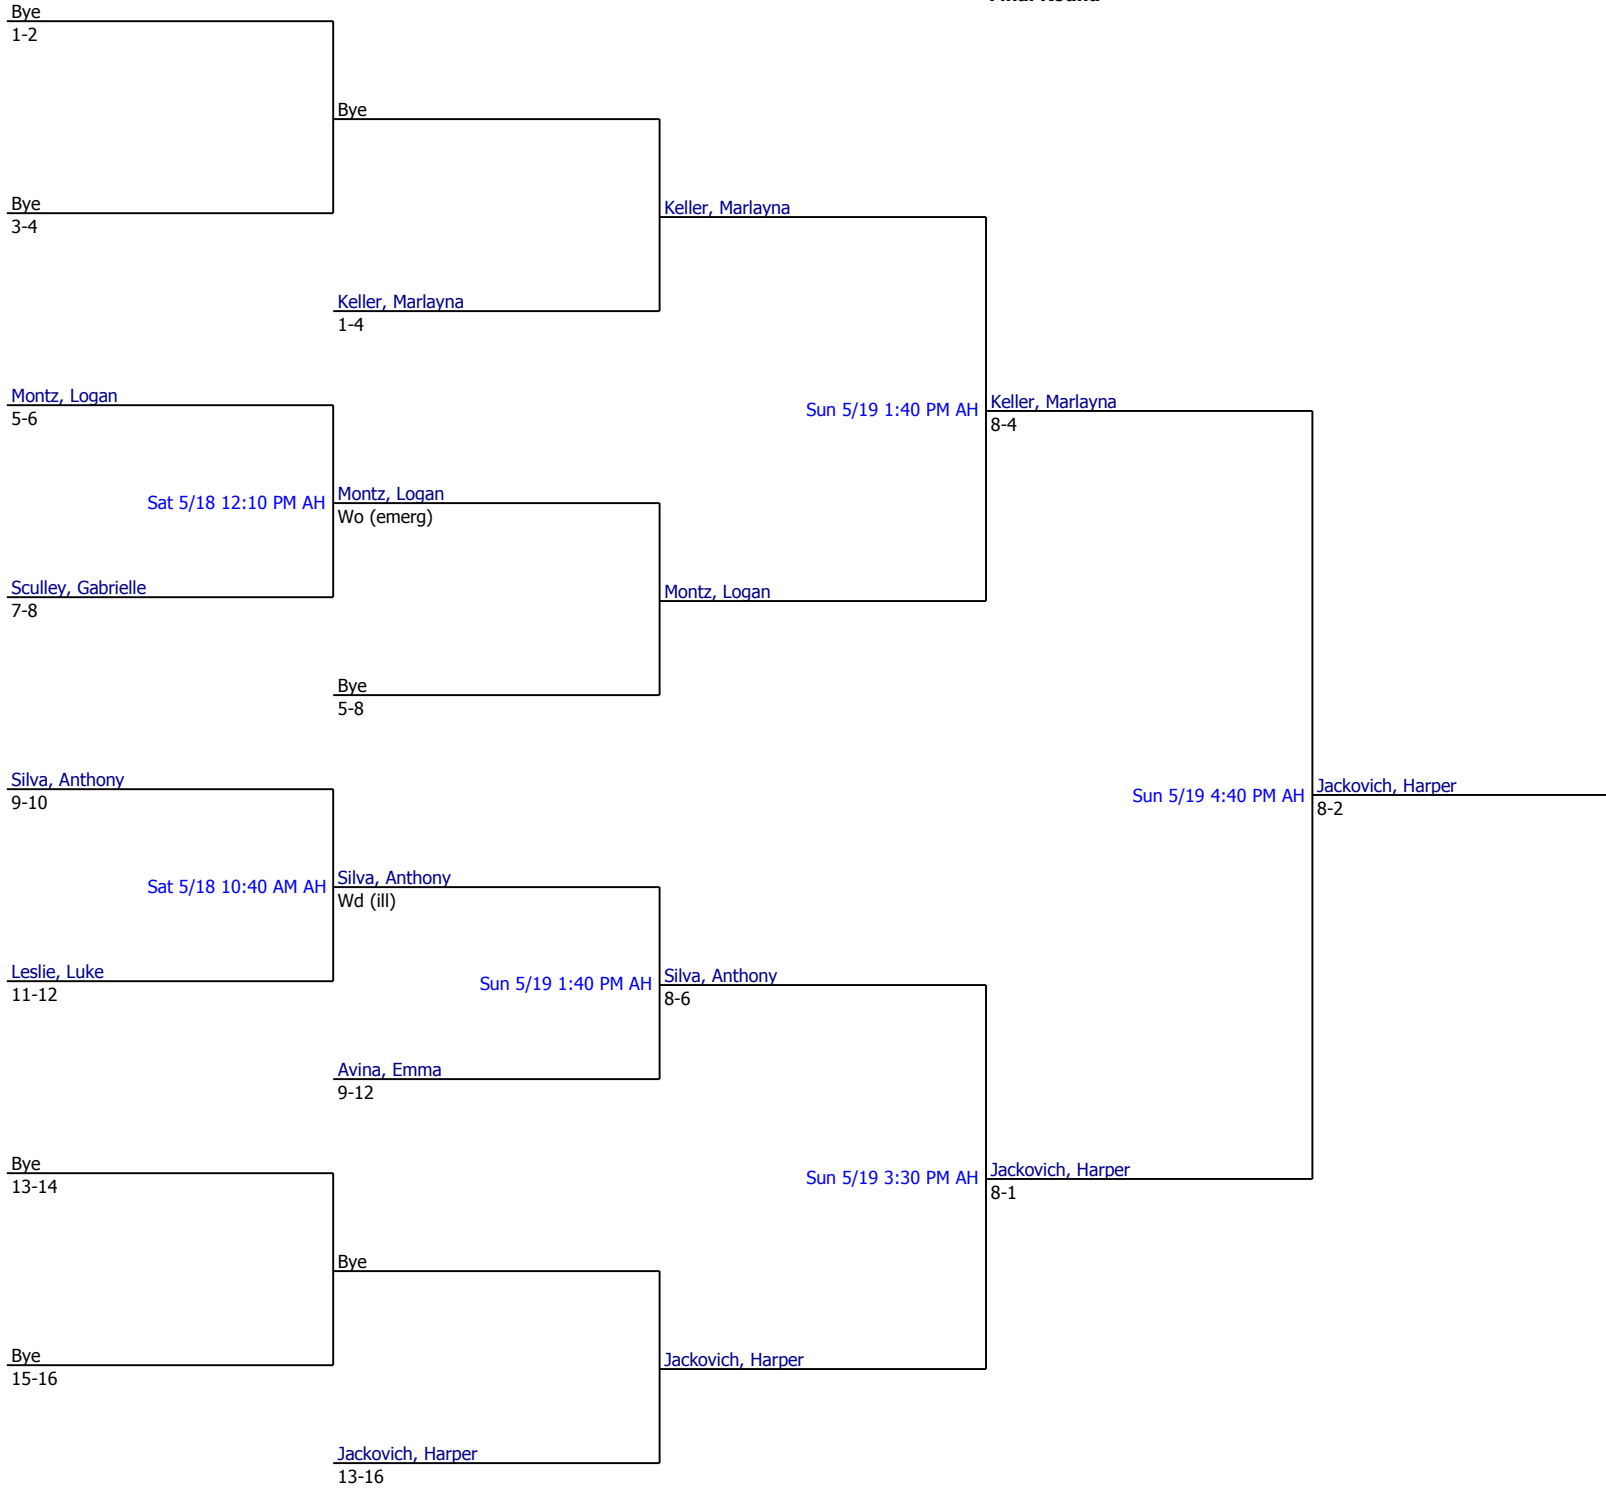 Final Round
Bye
1-2
Bye
Bye
3-4
Keller, Marlayna
Keller, Marlayna
1-4
Montz, Logan
5-6
Sun 5/19 1:40 PM AH
Keller, Marlayna
8-4
Sat 5/18 12:10 PM AH
Montz, Logan
Wo (emerg)
Sculley, Gabrielle
7-8
Montz, Logan
Bye
5-8
Silva, Anthony
9-10
Sun 5/19 4:40 PM AH
Jackovich, Harper
8-2
Sat 5/18 10:40 AM AH
Silva, Anthony
Wd (ill)
Leslie, Luke
11-12
Sun 5/19 1:40 PM AH
Silva, Anthony
8-6
Avina, Emma
9-12
Bye
13-14
Sun 5/19 3:30 PM AH
Jackovich, Harper
8-1
Bye
Bye
15-16
Jackovich, Harper
Jackovich, Harper
13-16